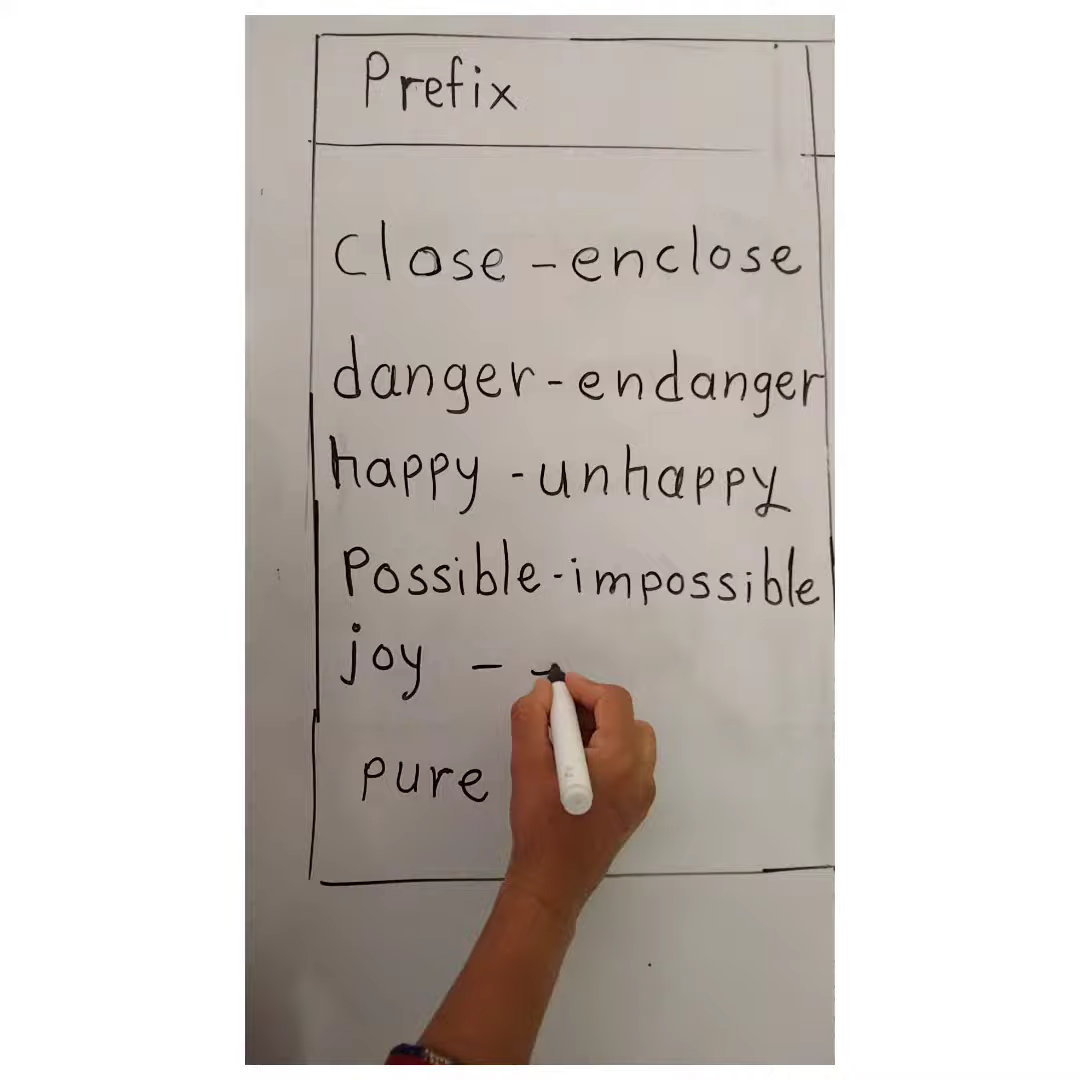 Prefix
Close - enclose
danger - endanger
happy - unhappy
Possible - impossible
joy -
pure